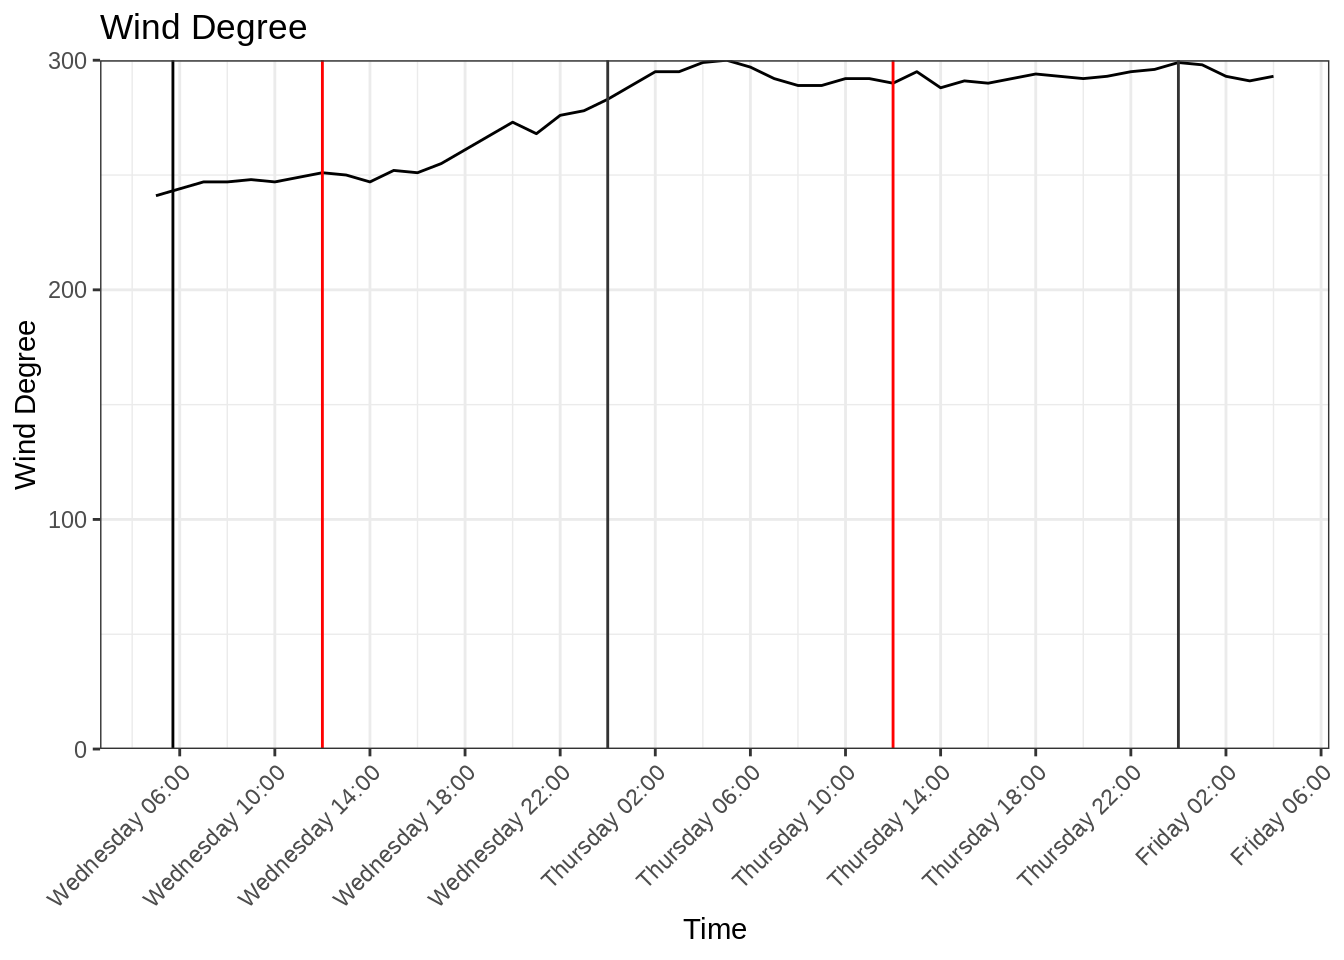 Wind Degree
Wind Degree
300
200
100
0
Wednesday 06:00
Wednesday 10:00
Wednesday 14:00
Wednesday 18:00
Wednesday 22:00
Thursday 02:00
Thursday 06:00
Thursday 10:00
Thursday 14:00
Thursday 18:00
Thursday 22:00
Friday 02:00
Friday 06:00
Time